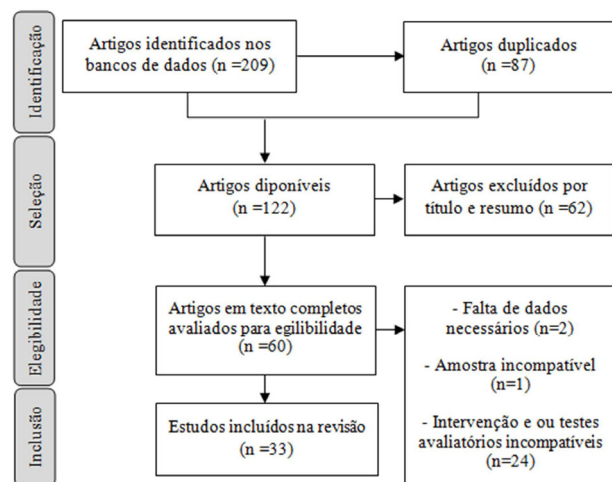 Identificação
Artigos identificados nos
bancos de dados (n =209)
Artigos duplicados
(n =87)
Seleção
Artigos diponíveis
(n =122)
Artigos excluídos por
título e resumo (n =62)
Elegibilidade
Artigos em texto completos
avaliados para egilibilidade
(n =60)
- Falta de dados
necessários (n=2)
- Amostra incompatível
(n=1)
- Intervenção e ou testes
avaliatórios incompatíveis
(n=24)
Inclusão
Estudos incluídos na revisão
(n =33)